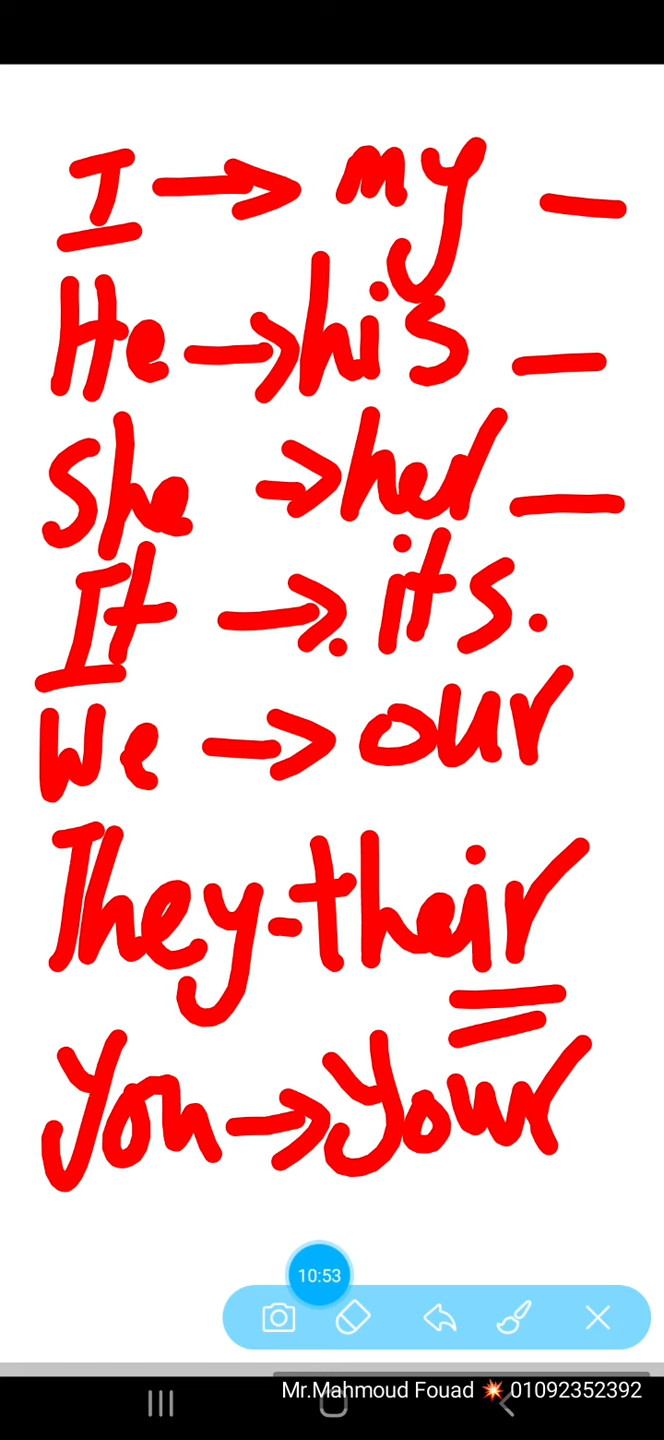 I → my —
He → his —
She → her —
It → . its .
We → our
They - their
You → Your
10:53
Mr.Mahmoud Fouad 💥 01092352392